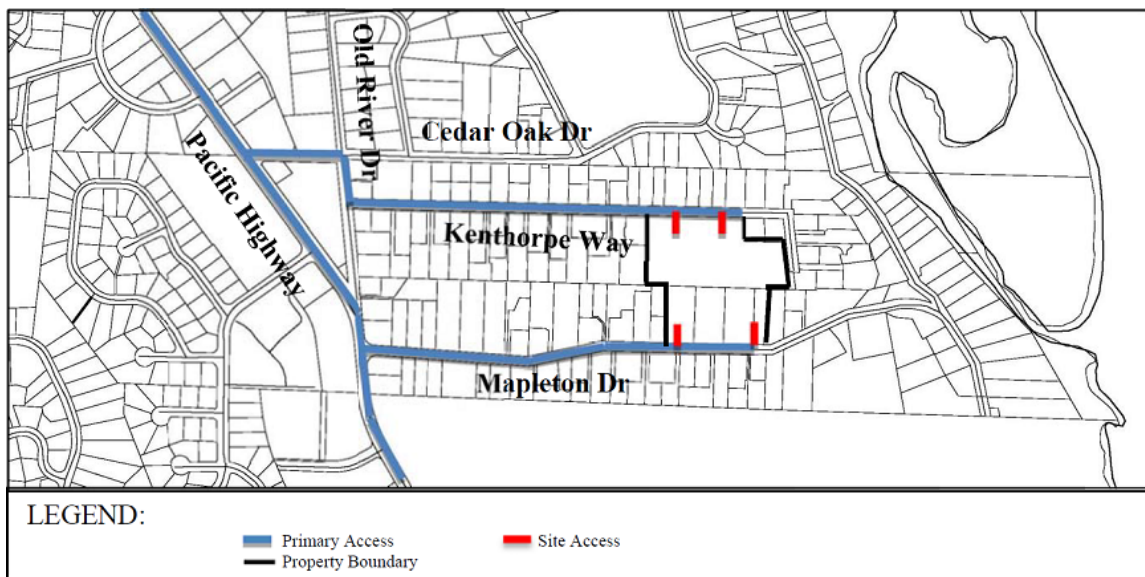 Old River Dr
Cedar Oak Dr
Pacific Highway
Kenthorpe Way
Mapleton Dr
LEGEND:
Primary Access
Site Access
Property Boundary